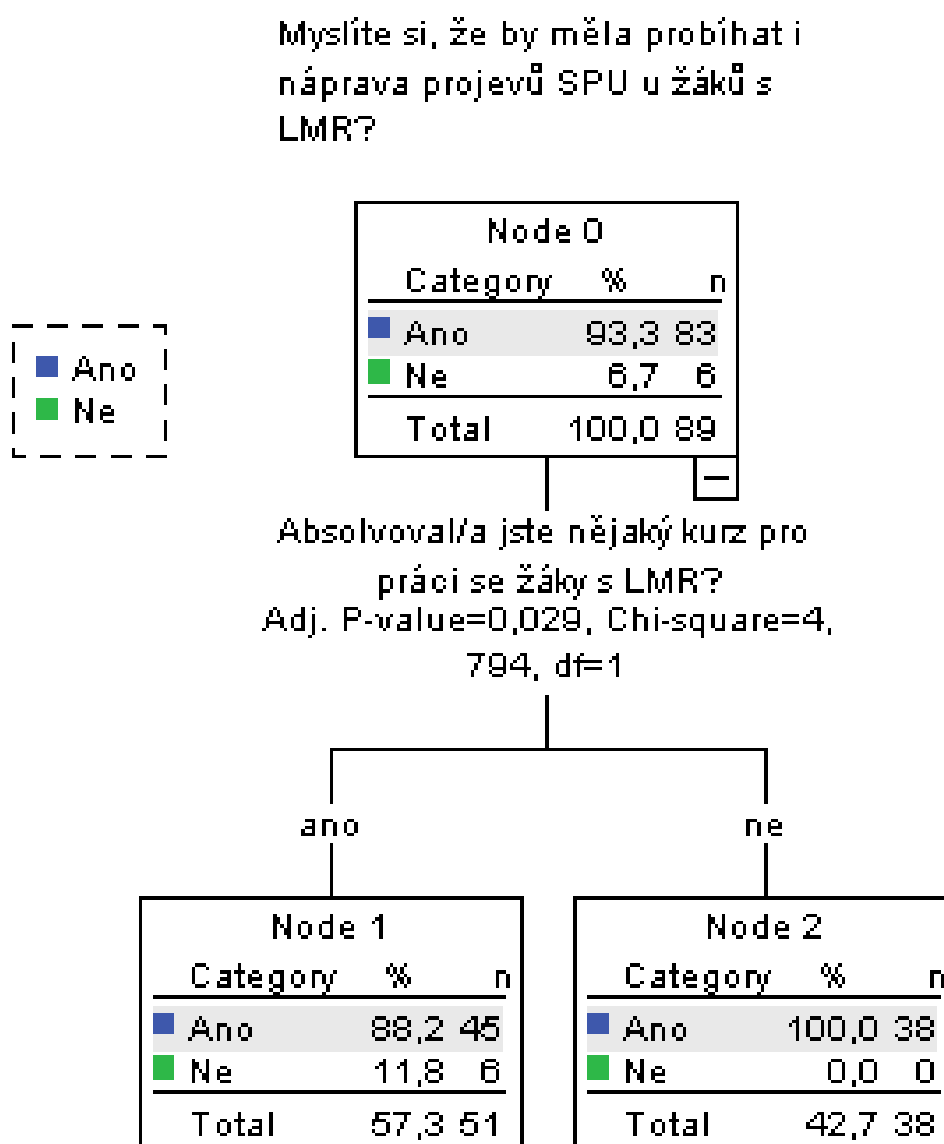 Myslíte si, že by měla probíhat i
náprava projevů SPU u žáků s
LMR?
Node 0
Category % n
Ano 93,3 83
Ne 6,7 6
Total 100,0 89
Ano
Ne
Absolvoval/a jste nějaký kurz pro
práci se žáky s LMR?
Adj. P-value=0,029, Chi-square=4,
794, df=1
ano
ne
Node 1
Category % n
Ano 88,2 45
Ne 11,8 6
Total 57,3 51
Node 2
Category % n
Ano 100,0 38
Ne 0,0 0
Total 42,7 38